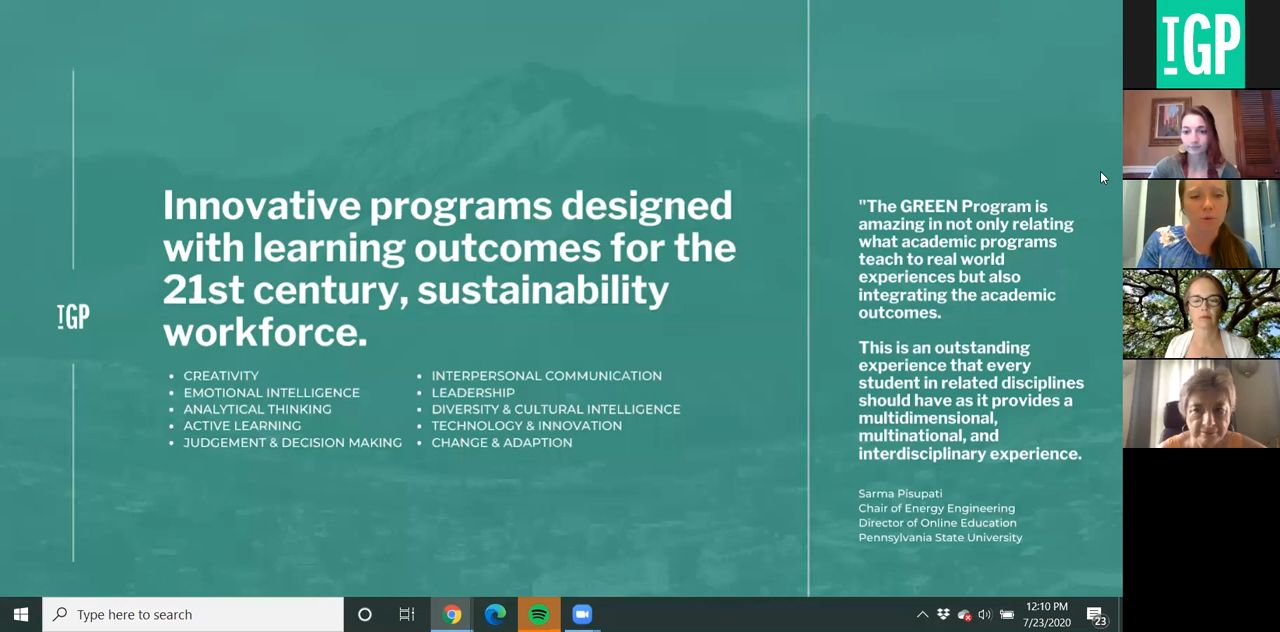 TGP
Innovative programs designed
with learning outcomes for the
21st century, sustainability
workforce.
• CREATIVITY
• EMOTIONAL INTELLIGENCE
• ANALYTICAL THINKING
• ACTIVE LEARNING
• JUDGEMENT & DECISION MAKING
• INTERPERSONAL COMMUNICATION
• LEADERSHIP
• DIVERSITY & CULTURAL INTELLIGENCE
• TECHNOLOGY & INNOVATION
• CHANGE & ADAPTION
"The GREEN Program is
amazing in not only relating
what academic programs
teach to real world
experiences but also
integrating the academic
outcomes.
This is an outstanding
experience that every
student in related disciplines
should have as it provides a
multidimensional,
multinational, and
interdisciplinary experience.
Sarma Pisupati
Chair of Energy Engineering
Director of Online Education
Pennsylvania State University
TGP
Type here to search
12:10 PM
7/23/2020
23